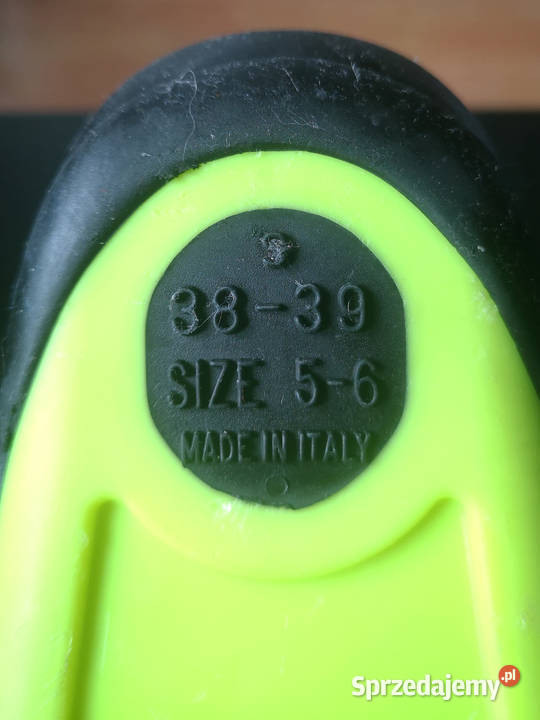 38-39
SIZE 5-6
MADE IN ITALY
Sprzedajemy.pl